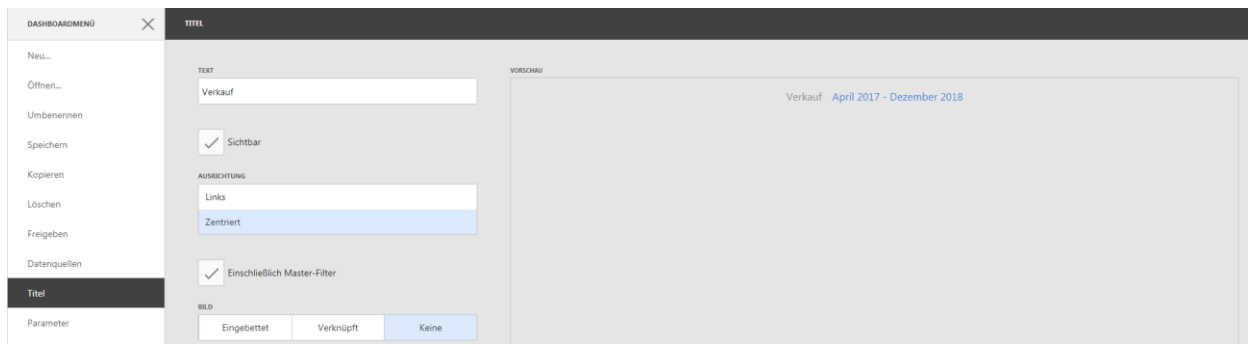 DASHBOARDMENÜ
Neu...
Öffnen...
Umbenennen
Speichern
Kopieren
Löschen
Freigeben
Datenquellen
Titel
Parameter
TITEL
TEXT
Verkauf
Sichtbar
AUSRICHTUNG
Links
Zentriert
Einschließlich Master-Filter
BILD
Eingebettet Verknüpft Keine
VORSCHAU
Verkauf April 2017 - Dezember 2018